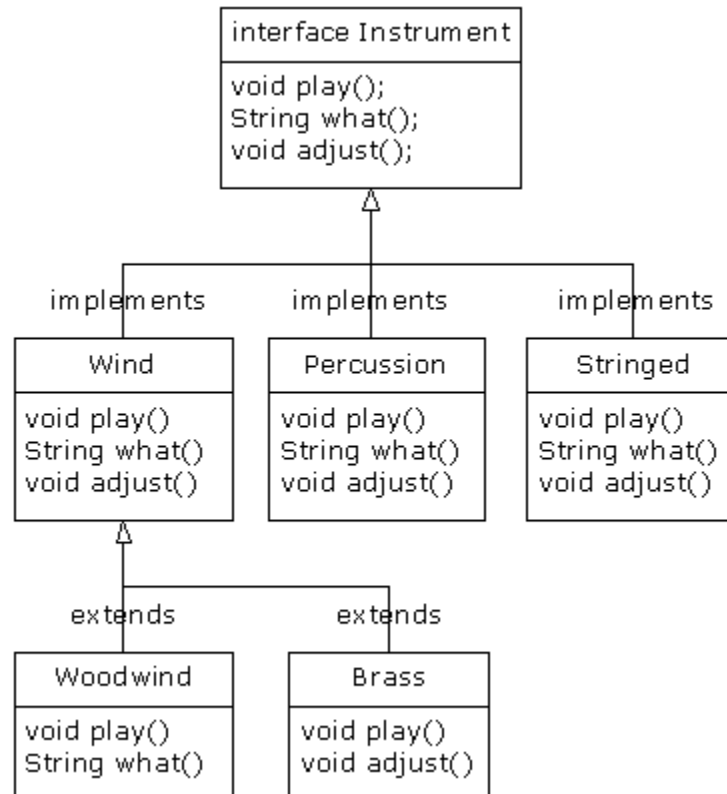 interface Instrument
void play();
String what();
void adjust();
implements
implements
implements
Wind
void play()
String what()
void adjust()
Percussion
void play()
String what()
void adjust()
Stringed
void play()
String what()
void adjust()
extends
extends
Woodwind
void play()
String what()
Brass
void play()
void adjust()